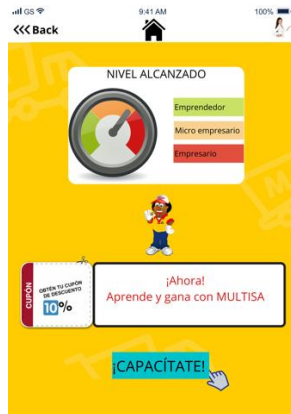 GS
9:41 AM
100%
Back
NIVEL ALCANZADO
Emprendedor
Micro empresario
Empresario
CUPÓN
OBTÉN TU CUPÓN
DE DESCUENTO
10%
¡Ahora!
Aprende y gana con MULTISA
¡CAPACÍTATE!